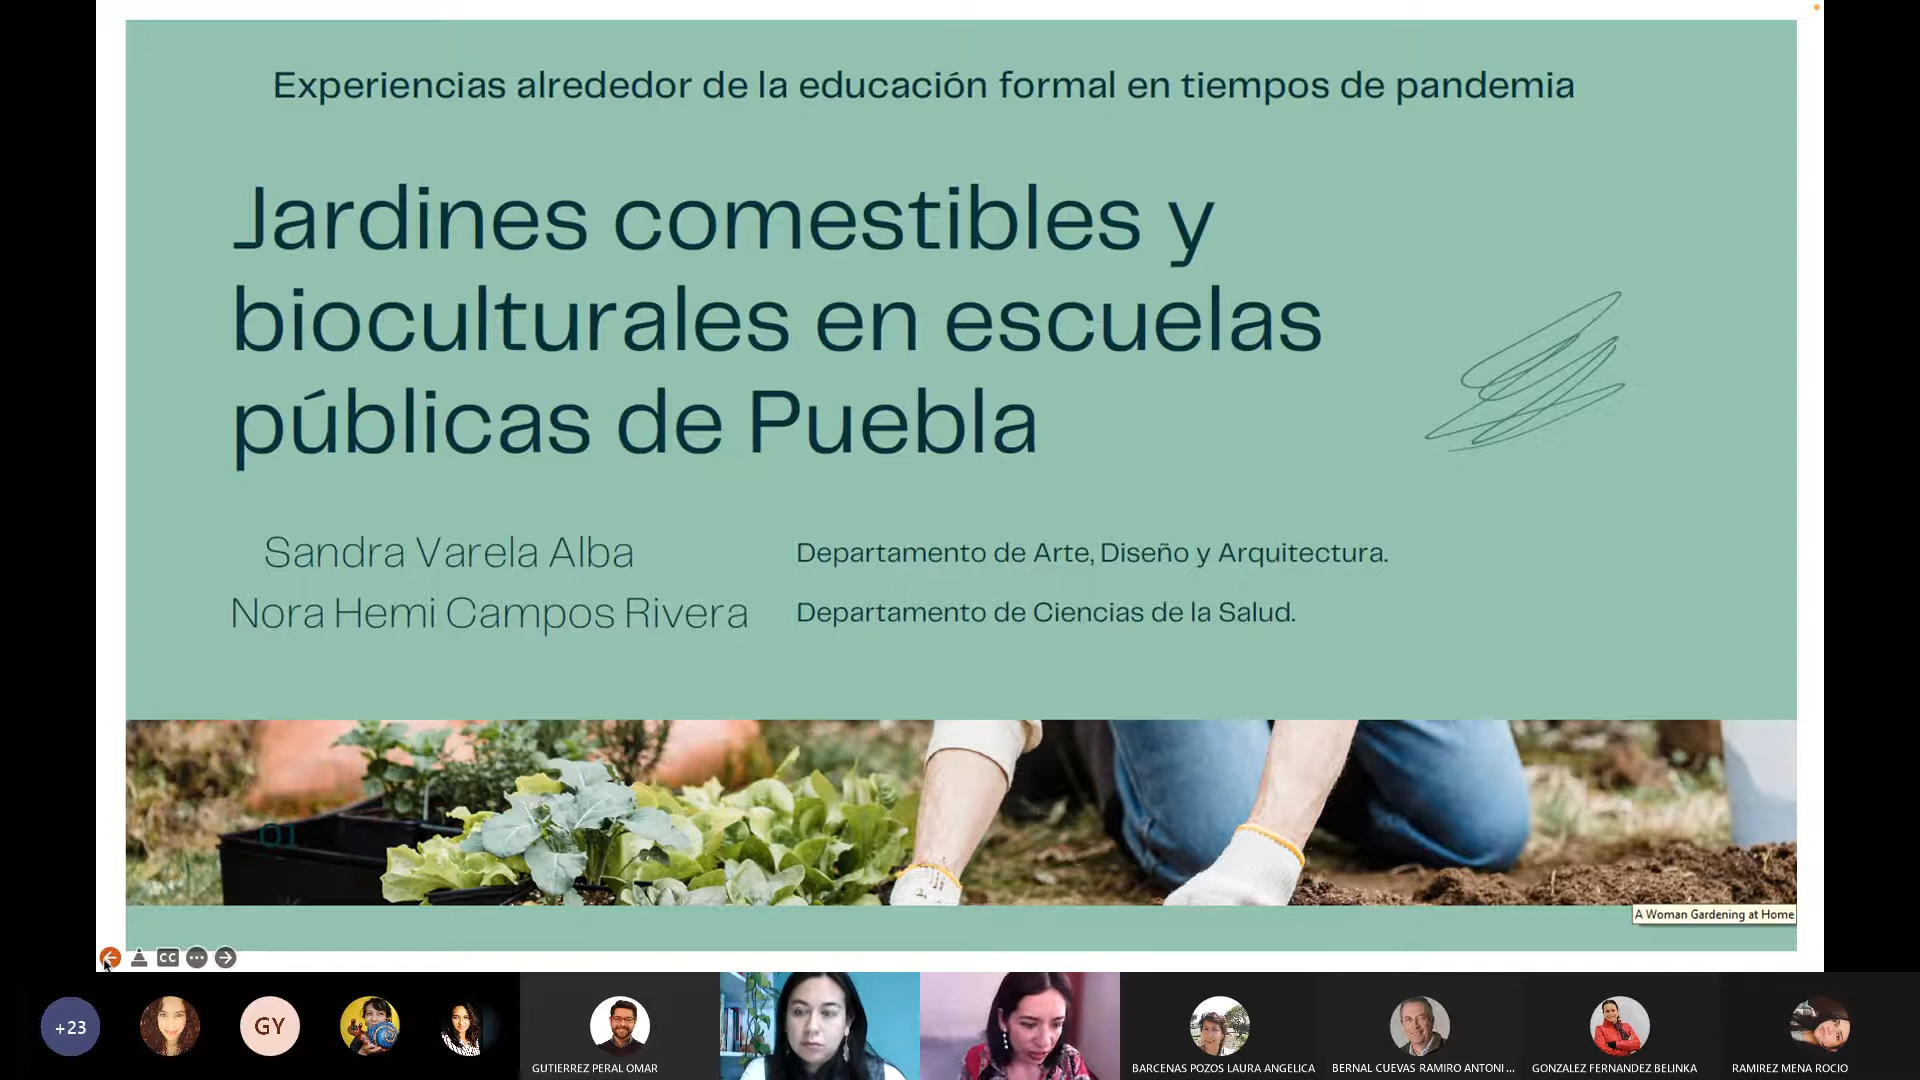 Experiencias alrededor de la educación formal en tiempos de pandemia
Jardines comestibles y
bioculturales en escuelas
públicas de Puebla
Sandra Varela Alba
Departamento de Arte, Diseño y Arquitectura.
Nora Hemi Campos Rivera
Departamento de Ciencias de la Salud.
01
A Woman Gardening at Home
CC
+23
GY
GUTIERREZ PERAL OMAR
BARCENAS POZOS LAURA ANGELICA
BERNAL CUEVAS RAMIRO ANTONI ...
GONZALEZ FERNANDEZ BELINKA
RAMIREZ MENA ROCIO